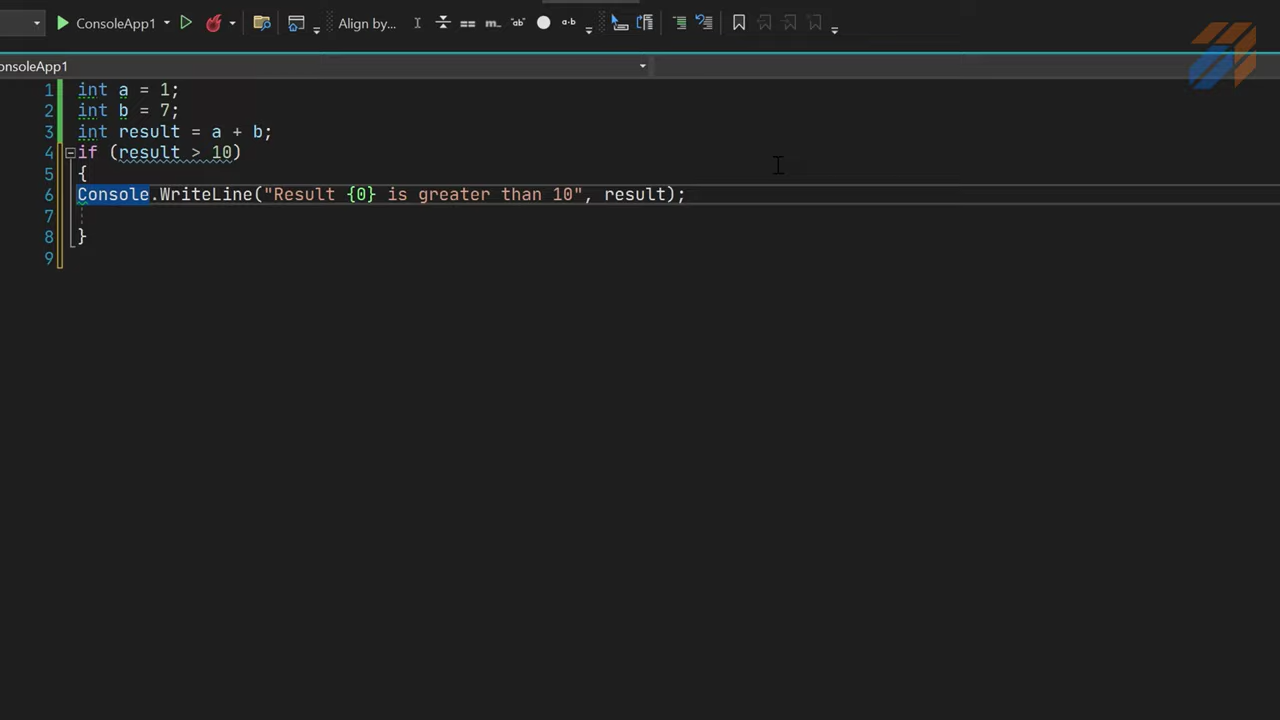 ConsoleApp1 Align by...
onsoleApp1
1 int a = 1;
2 int b = 7;
3 int result = a + b;
4 if (result > 10)
5 {
6 Console.WriteLine("Result {0} is greater than 10", result);
7
8 }
9